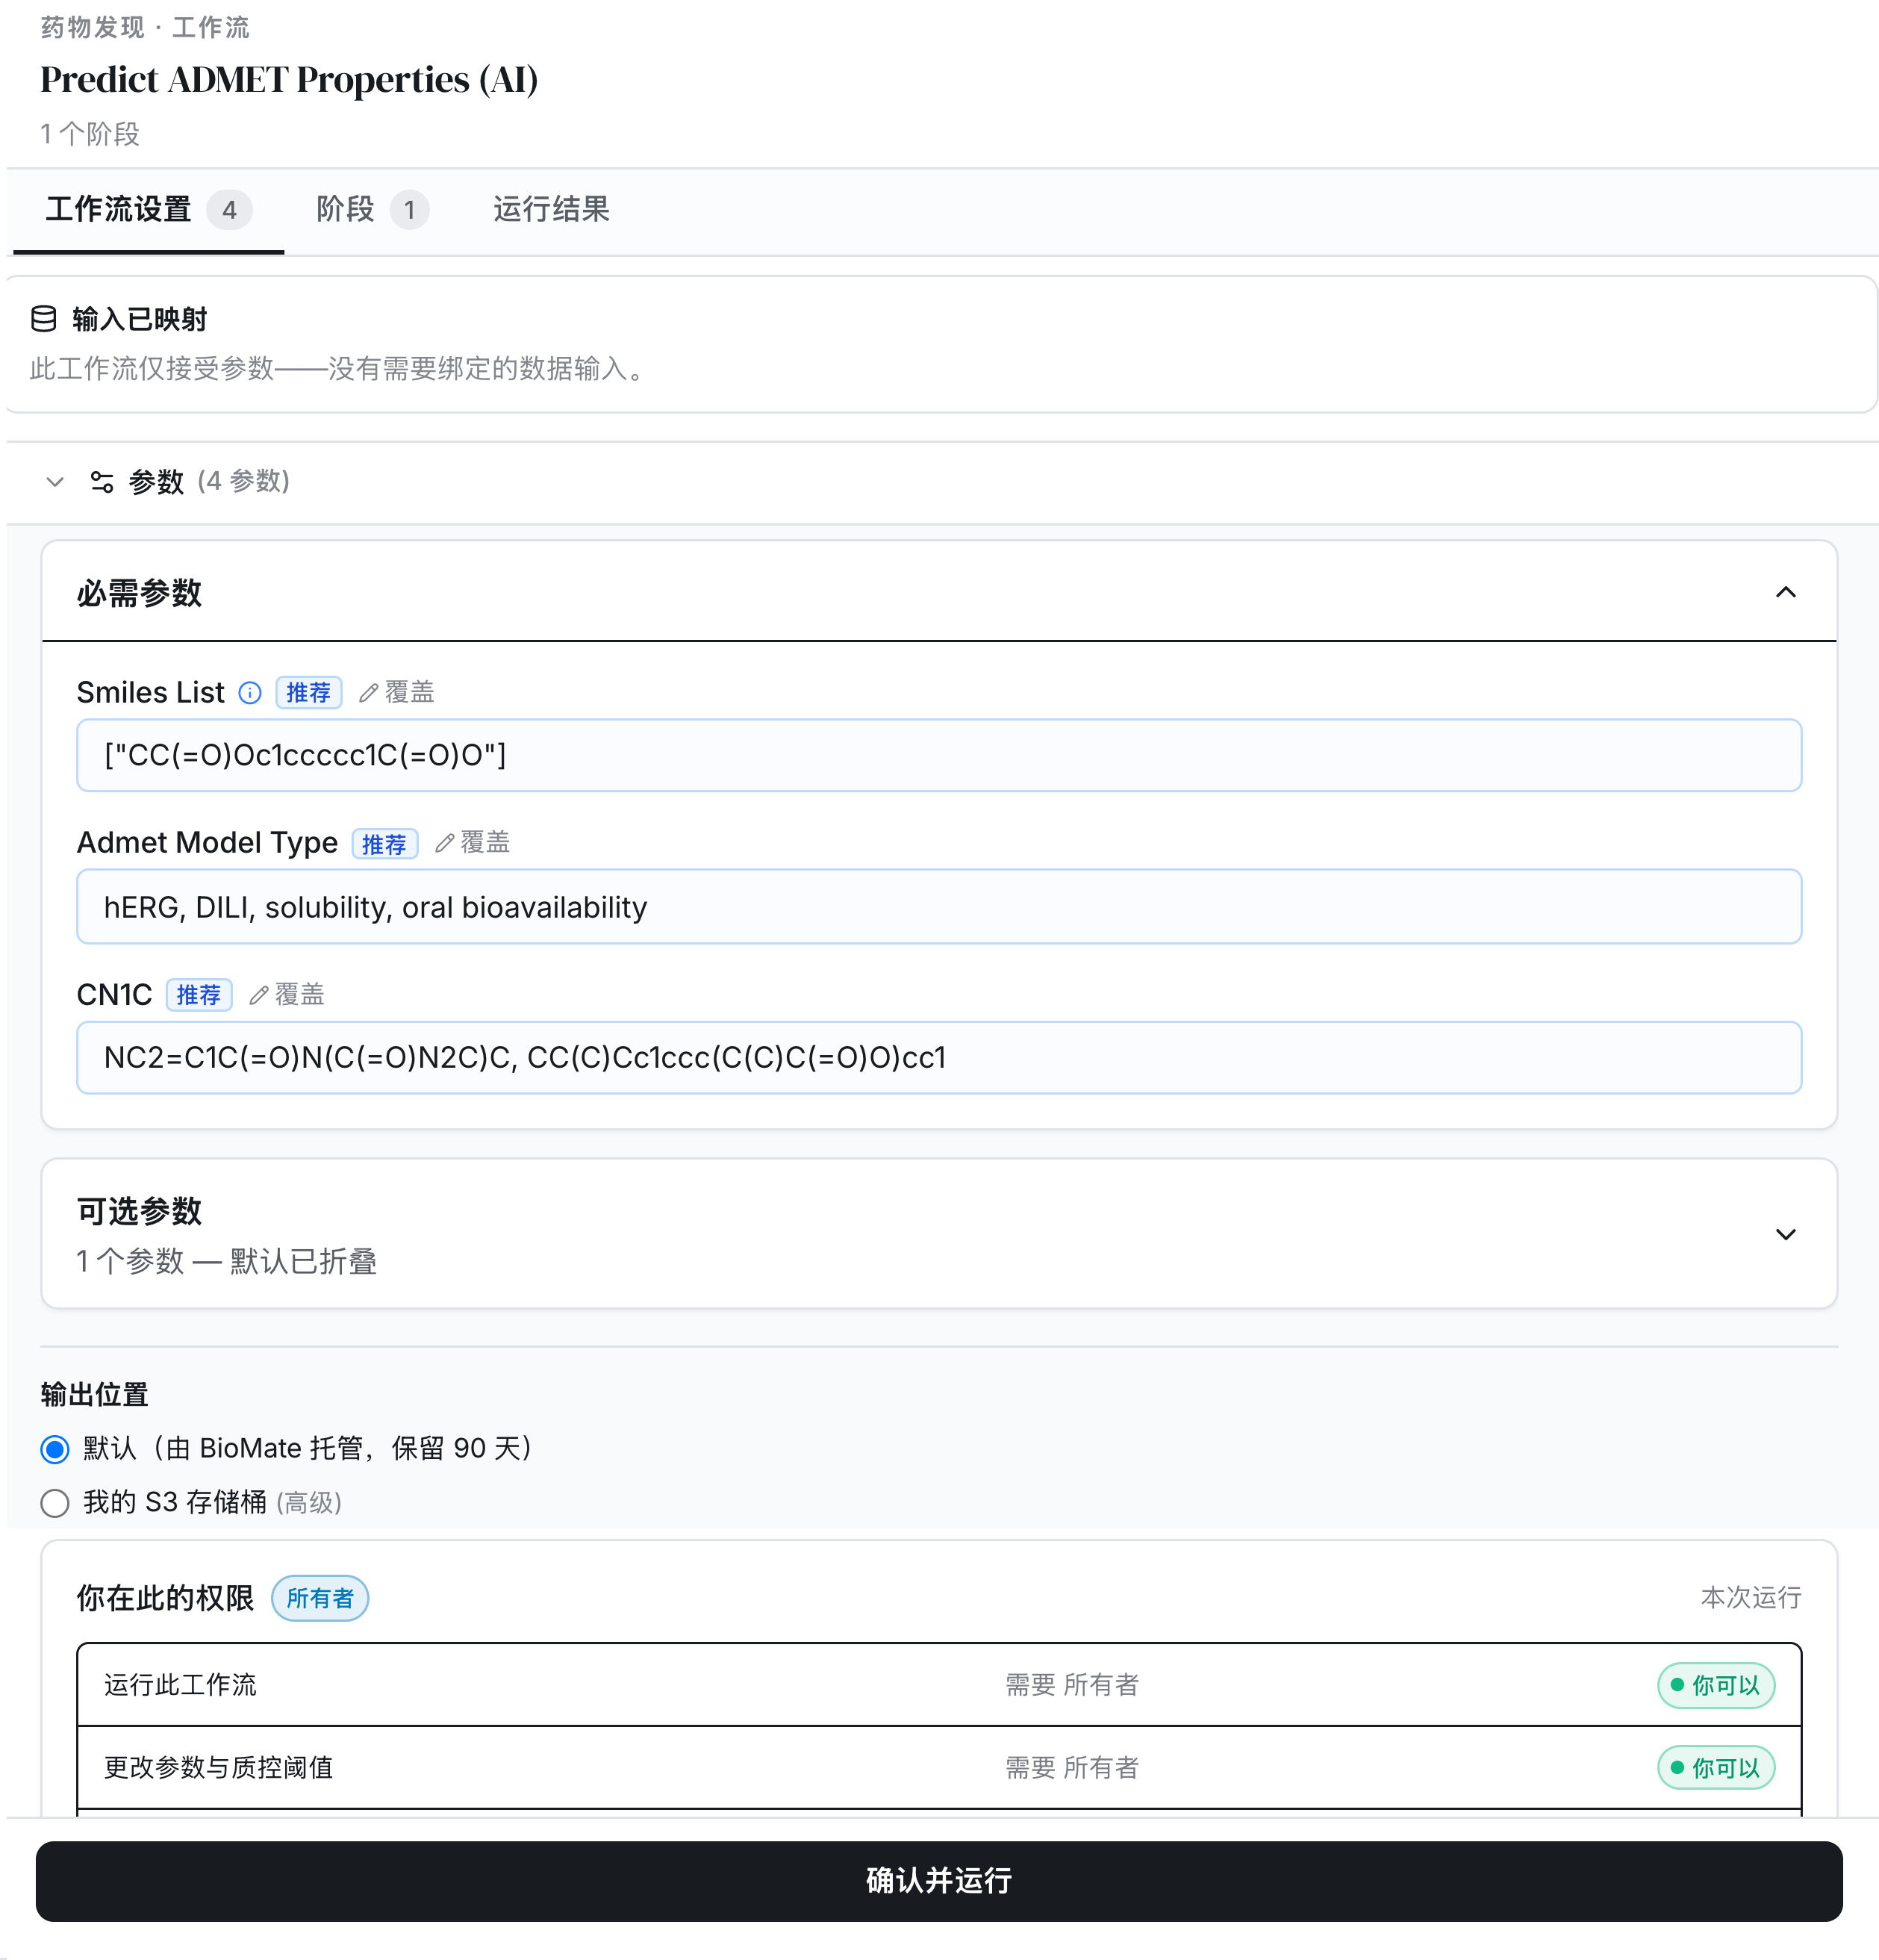 药物发现 · 工作流
Predict ADMET Properties (AI)
1 个阶段
工作流设置 4 阶段 1 运行结果
输入已映射
此工作流仅接受参数——没有需要绑定的数据输入。
参数 (4 参数)
必需参数
Smiles List 推荐 覆盖
["CC(=O)Oc1ccccc1C(=O)O"]
Admet Model Type 推荐 覆盖
hERG, DILI, solubility, oral bioavailability
CN1C 推荐 覆盖
NC2=C1C(=O)N(C(=O)N2C)C, CC(C)Cc1ccc(C(C)C(=O)O)cc1
可选参数
1 个参数 — 默认已折叠
输出位置
默认（由 BioMate 托管，保留 90 天）
我的 S3 存储桶 (高级)
你在此的权限 所有者 本次运行
运行此工作流 需要 所有者 你可以
更改参数与质控阈值 需要 所有者 你可以
确认并运行